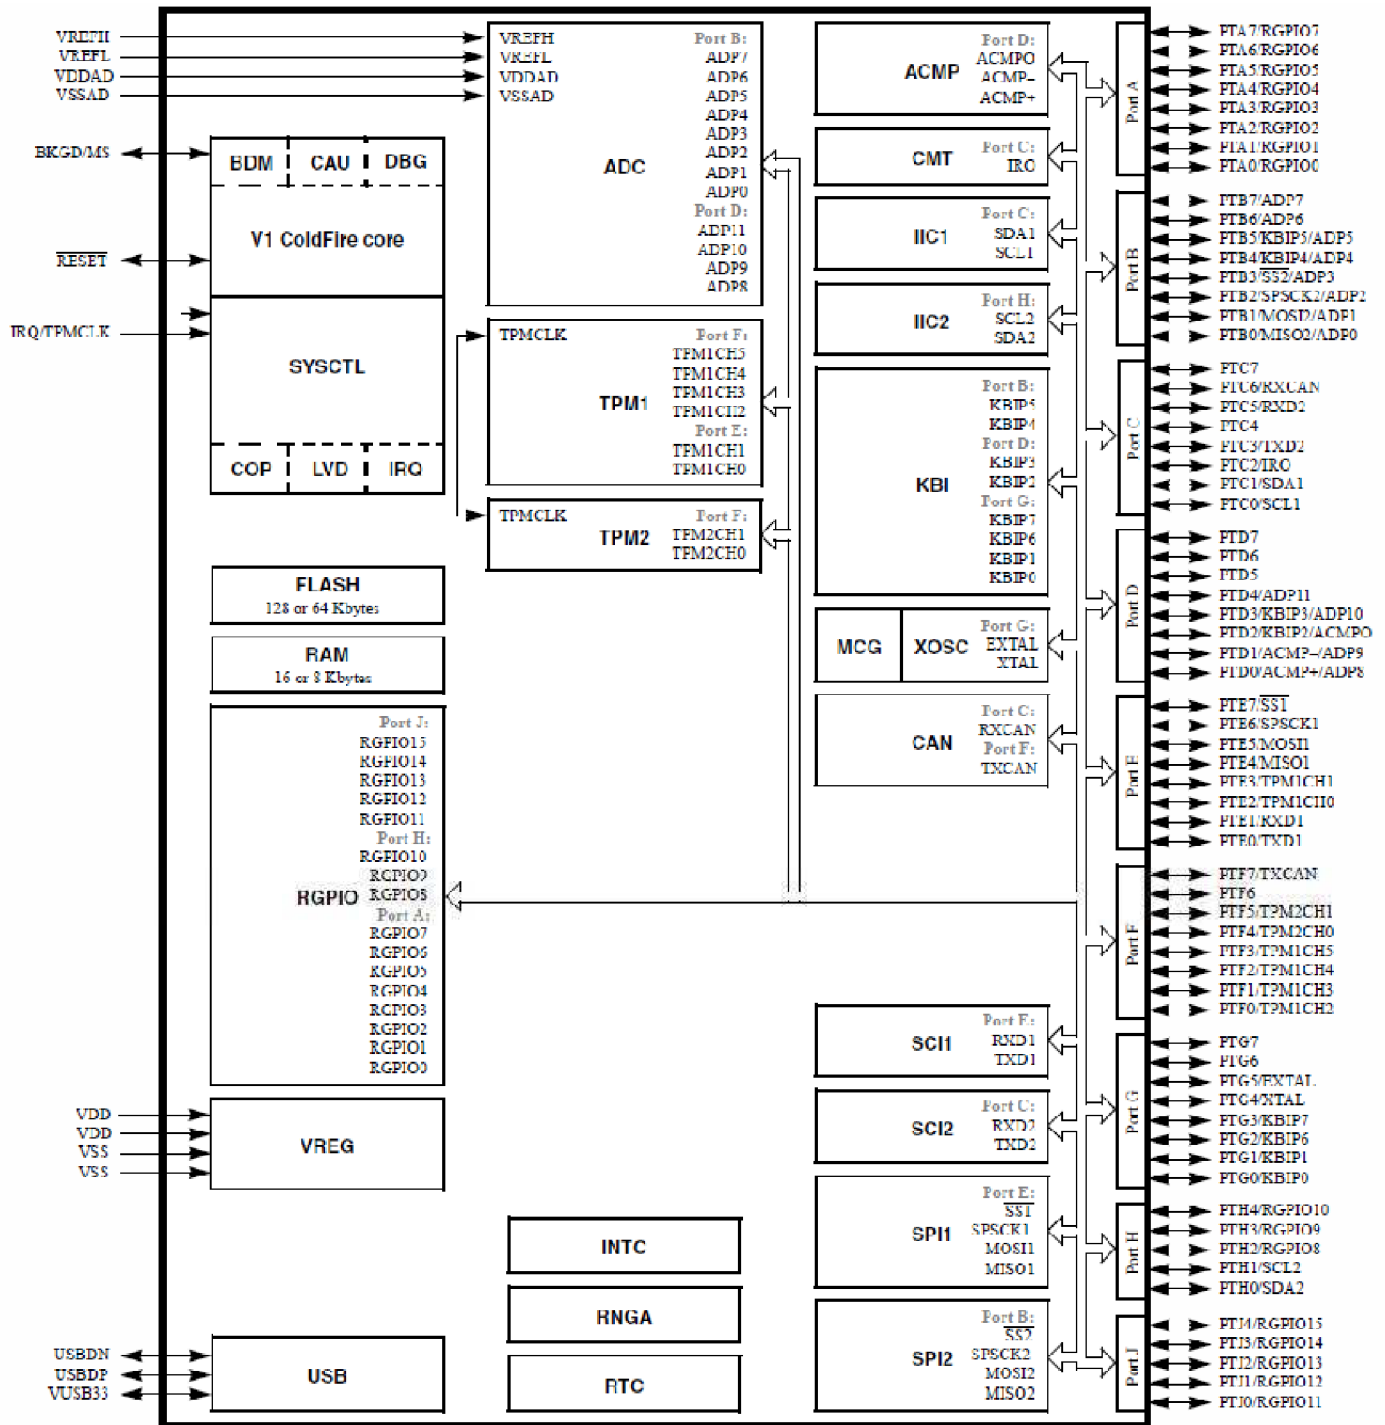 VREFH
VREFL
VDDAD
VSSAD
BKGD/MS
RESET
IRQ/TPMCLK
BDM CAU DBG
V1 ColdFire core
SYSCTL
COP LVD IRQ
FLASH
128 or 64 Kbytes
RAM
16 or 8 Kbytes
RGPIO
Port J:
RGPIO15
RGPIO14
RGPIO13
RGPIO12
RGPIO11
Port H:
RGPIO10
RGPIO9
RGPIO8
Port A:
RGPIO7
RGPIO6
RGPIO5
RGPIO4
RGPIO3
RGPIO2
RGPIO1
RGPIO0
VDD
VDD
VSS
VSS
VREG
USBDN
USBDP
VUSB33
USB
VREFH
VREFL
VDDAD
VSSAD
ADC
Port B:
ADP7
ADP6
ADP5
ADP4
ADP3
ADP2
ADP1
ADP0
Port D:
ADP11
ADP10
ADP9
ADP8
TPMCLK
TPM1
Port F:
TPM1CH5
TPM1CH4
TPM1CH3
TPM1CH2
Port E:
TPM1CH1
TPM1CH0
TPMCLK
TPM2
Port F:
TPM2CH1
TPM2CH0
INTC
RNGA
RTC
ACMP
Port D:
ACMPO
ACMP–
ACMP+
CMT
Port C:
IRO
IIC1
Port C:
SDA1
SCL1
IIC2
Port H:
SCL2
SDA2
KBI
Port B:
KBIP5
KBIP4
Port D:
KBIP3
KBIP2
Port G:
KBIP7
KBIP6
KBIP1
KBIP0
MCG XOSC
Port G:
EXTAL
XTAL
CAN
Port C:
RXCAN
Port F:
TXCAN
SCI1
Port E:
RXD1
TXD1
SCI2
Port C:
RXD2
TXD2
SPI1
Port E:
SS1
SPSCK1
MOSI1
MISO1
SPI2
Port B:
SS2
SPSCK2
MOSI2
MISO2
Port A
PTA7/RGPIO7
PTA6/RGPIO6
PTA5/RGPIO5
PTA4/RGPIO4
PTA3/RGPIO3
PTA2/RGPIO2
PTA1/RGPIO1
PTA0/RGPIO0
Port B
PTB7/ADP7
PTB6/ADP6
PTB5/KBIP5/ADP5
PTB4/KBIP4/ADP4
PTB3/SS2/ADP3
PTB2/SPSCK2/ADP2
PTB1/MOSI2/ADP1
PTB0/MISO2/ADP0
Port C
PTC7
PTC6/RXCAN
PTC5/RXD2
PTC4
PTC3/TXD2
PTC2/IRO
PTC1/SDA1
PTC0/SCL1
Port D
PTD7
PTD6
PTD5
PTD4/ADP11
PTD3/KBIP3/ADP10
PTD2/KBIP2/ACMPO
PTD1/ACMP–/ADP9
PTD0/ACMP+/ADP8
Port E
PTE7/SS1
PTE6/SPSCK1
PTE5/MOSI1
PTE4/MISO1
PTE3/TPM1CH1
PTE2/TPM1CH0
PTE1/RXD1
PTE0/TXD1
Port F
PTF7/TXCAN
PTF6
PTF5/TPM2CH1
PTF4/TPM2CH0
PTF3/TPM1CH5
PTF2/TPM1CH4
PTF1/TPM1CH3
PTF0/TPM1CH2
Port G
PTG7
PTG6
PTG5/EXTAL
PTG4/XTAL
PTG3/KBIP7
PTG2/KBIP6
PTG1/KBIP1
PTG0/KBIP0
Port H
PTH4/RGPIO10
PTH3/RGPIO9
PTH2/RGPIO8
PTH1/SCL2
PTH0/SDA2
Port J
PTJ4/RGPIO15
PTJ3/RGPIO14
PTJ2/RGPIO13
PTJ1/RGPIO12
PTJ0/RGPIO11